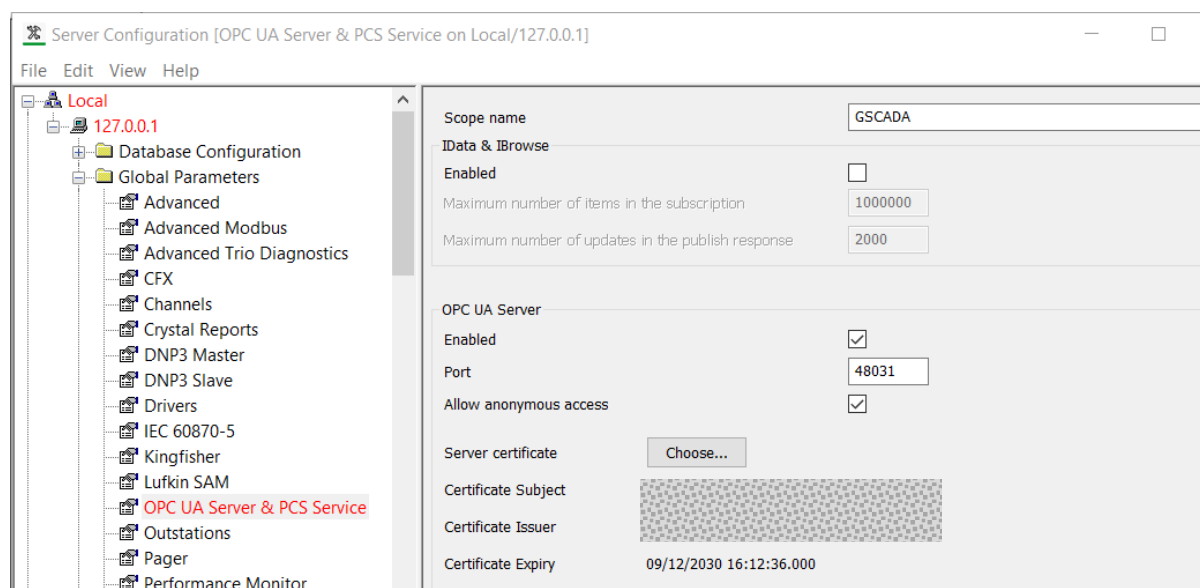 Server Configuration [OPC UA Server & PCS Service on Local/127.0.0.1]
File Edit View Help
Local
127.0.0.1
Database Configuration
Global Parameters
Advanced
Advanced Modbus
Advanced Trio Diagnostics
CFX
Channels
Crystal Reports
DNP3 Master
DNP3 Slave
Drivers
IEC 60870-5
Kingfisher
Lufkin SAM
OPC UA Server & PCS Service
Outstations
Pager
Performance Monitor
Scope name GSCADA
IData & IBrowse
Enabled
Maximum number of items in the subscription 1000000
Maximum number of updates in the publish response 2000
OPC UA Server
Enabled
Port 48031
Allow anonymous access
Server certificate Choose...
Certificate Subject
Certificate Issuer
Certificate Expiry 09/12/2030 16:12:36.000